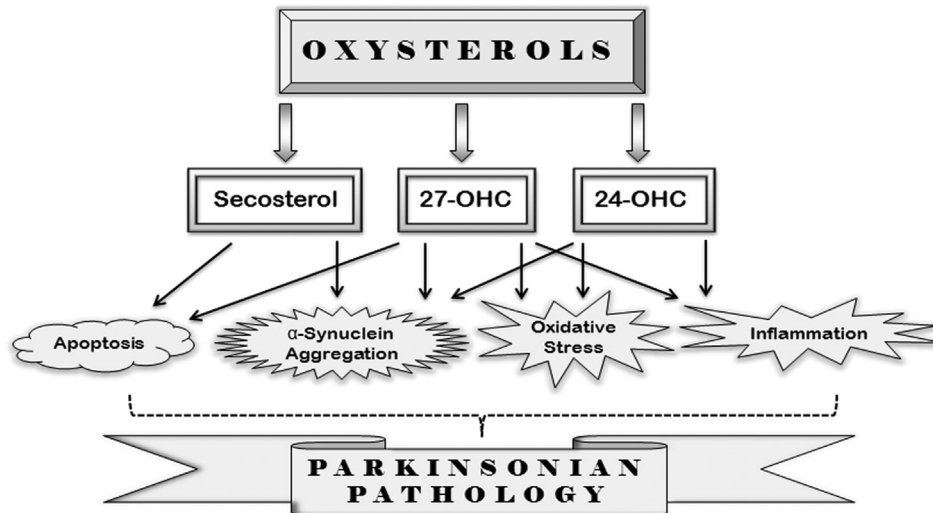 OXYSTEROLS
Secosterol
27-OHC
24-OHC
Apoptosis
α-Synuclein
Aggregation
Oxidative
Stress
Inflammation
PARKINSONIAN
PATHOLOGY